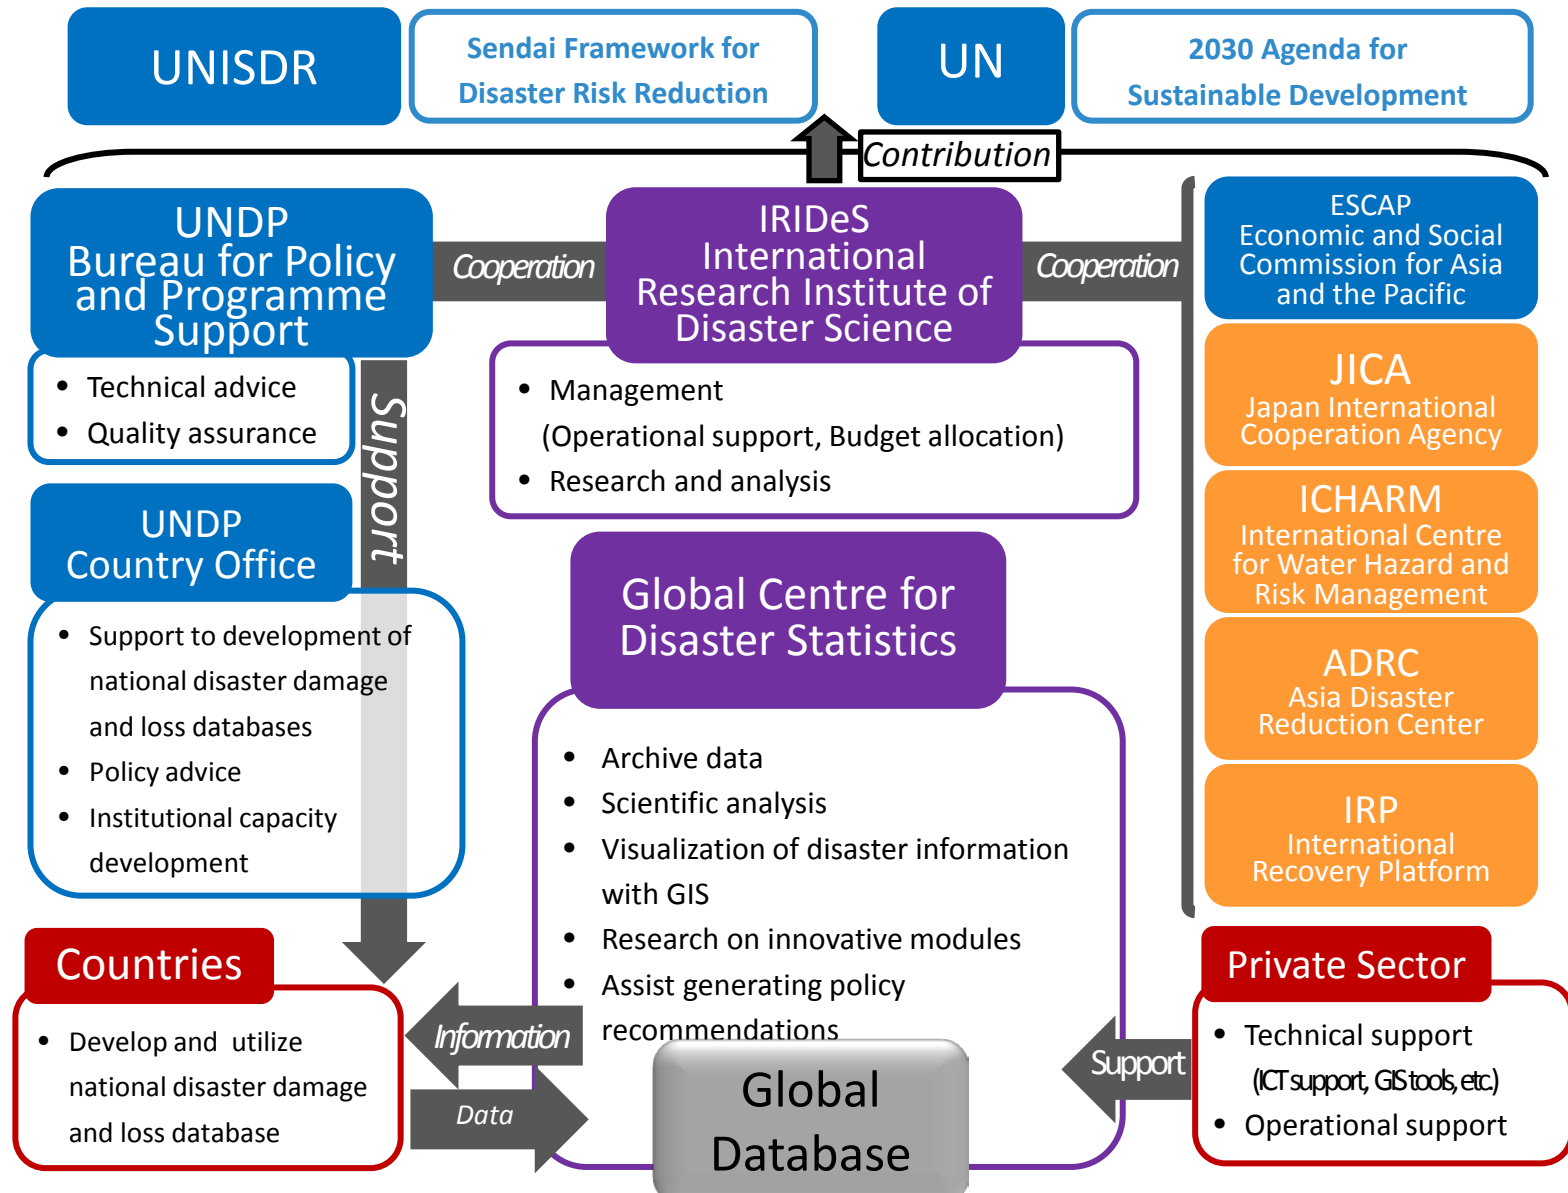 UNISDR
Sendai Framework for
Disaster Risk Reduction
UN
2030 Agenda for
Sustainable Development
Contribution
UNDP
Bureau for Policy
and Programme
Support
• Technical advice
• Quality assurance
Cooperation
IRIDeS
International
Research Institute of
Disaster Science
• Management
(Operational support, Budget allocation)
• Research and analysis
Cooperation
ESCAP
Economic and Social
Commission for Asia
and the Pacific
JICA
Japan International
Cooperation Agency
ICHARM
International Centre
for Water Hazard and
Risk Management
ADRC
Asia Disaster
Reduction Center
IRP
International
Recovery Platform
Support
UNDP
Country Office
• Support to development of
national disaster damage
and loss databases
• Policy advice
• Institutional capacity
development
Global Centre for
Disaster Statistics
• Archive data
• Scientific analysis
• Visualization of disaster information
with GIS
• Research on innovative modules
• Assist generating policy
recommendations
Countries
• Develop and utilize
national disaster damage
and loss database
Information
Data
Global
Database
Support
Private Sector
• Technical support
(ICT support, GIS tools, etc.)
• Operational support